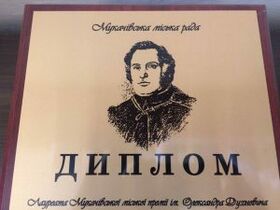 Мукачівська міська рада
ДИПЛОМ
Лауреата Мукачівської міської премії ім. Олександра Духновича